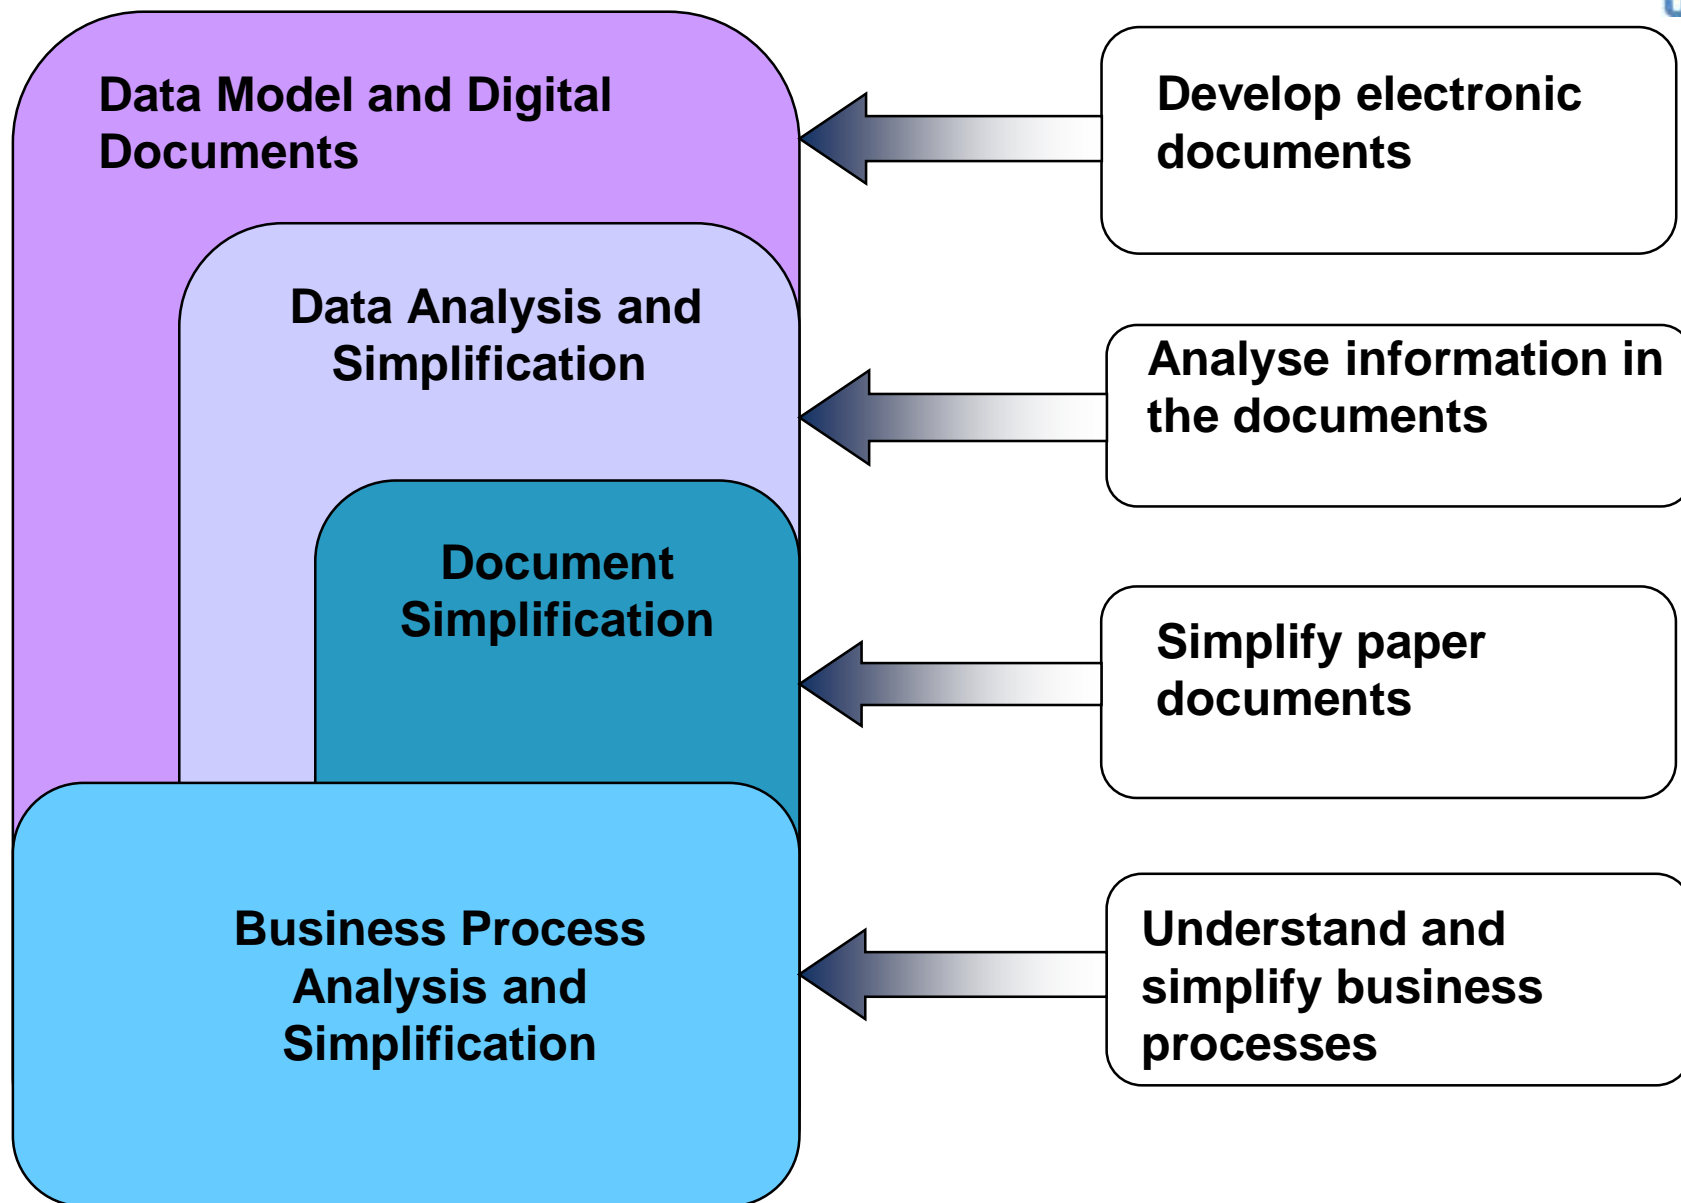 Data Model and Digital
Documents
Develop electronic
documents
Data Analysis and
Simplification
Analyse information in
the documents
Document
Simplification
Simplify paper
documents
Business Process
Analysis and
Simplification
Understand and
simplify business
processes